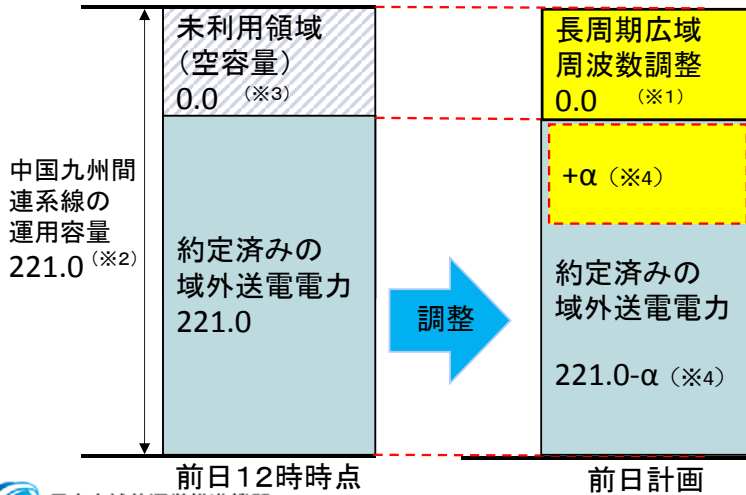 未利用領域
(空容量)
0.0 (※3)
長周期広域
周波数調整
0.0 (※1)
中国九州間
連系線の
運用容量
221.0 (※2)
+α (※4)
約定済みの
域外送電電力
221.0
調整
約定済みの
域外送電電力
221.0-α (※4)
前日12時時点
前日計画